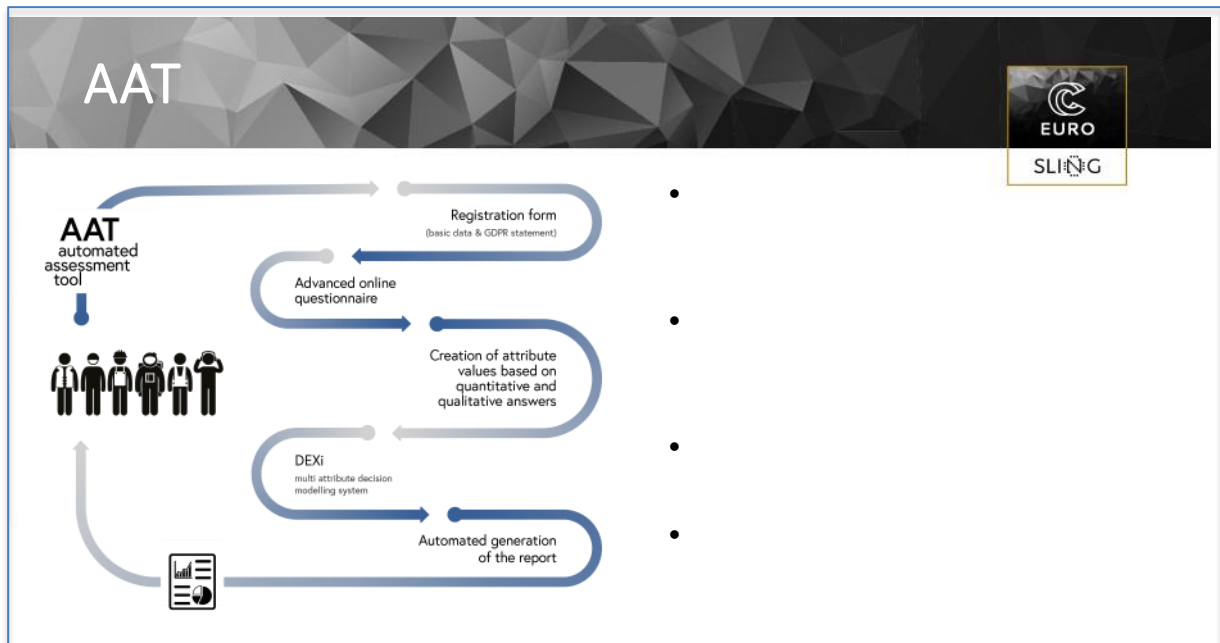 AAT
EURO
SLING
AAT
automated
assessment
tool
Registration form
(basic data & GDPR statement)
Advanced online
questionnaire
Creation of attribute
values based on
quantitative and
qualitative answers
DEXi
multi attribute decision
modelling system
Automated generation
of the report